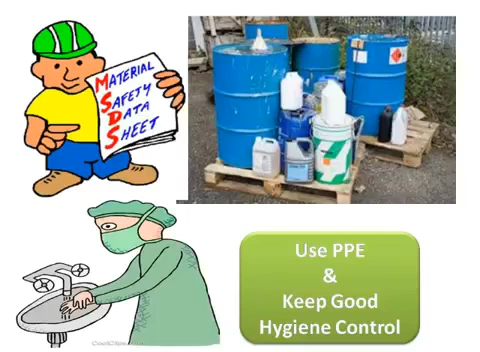 MATERIAL
SAFETY
DATA
SHEET
Use PPE
&
Keep Good
Hygiene Control